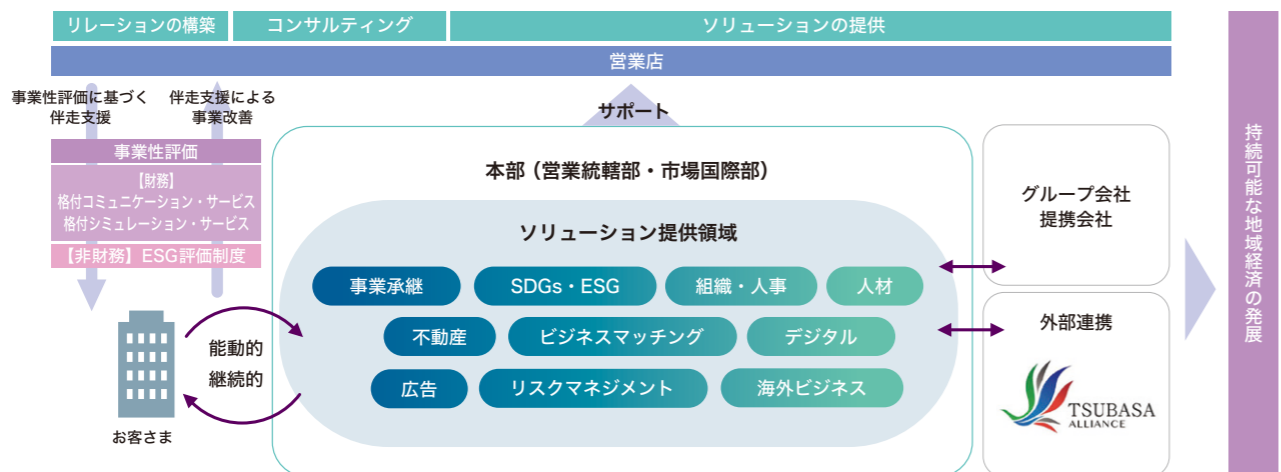 リレーションの構築
コンサルティング
ソリューションの提供
営業店
事業性評価に基づく
伴走支援
伴走支援による
事業改善
サポート
事業性評価
【財務】
格付コミュニケーション・サービス
格付シミュレーション・サービス
【非財務】ESG評価制度
お客さま
能動的
継続的
本部（営業統轄部・市場国際部）
ソリューション提供領域
事業承継
SDGs・ESG
組織・人事
人材
不動産
ビジネスマッチング
デジタル
広告
リスクマネジメント
海外ビジネス
グループ会社
提携会社
外部連携
TSUBASA
ALLIANCE
持続可能な地域経済の発展